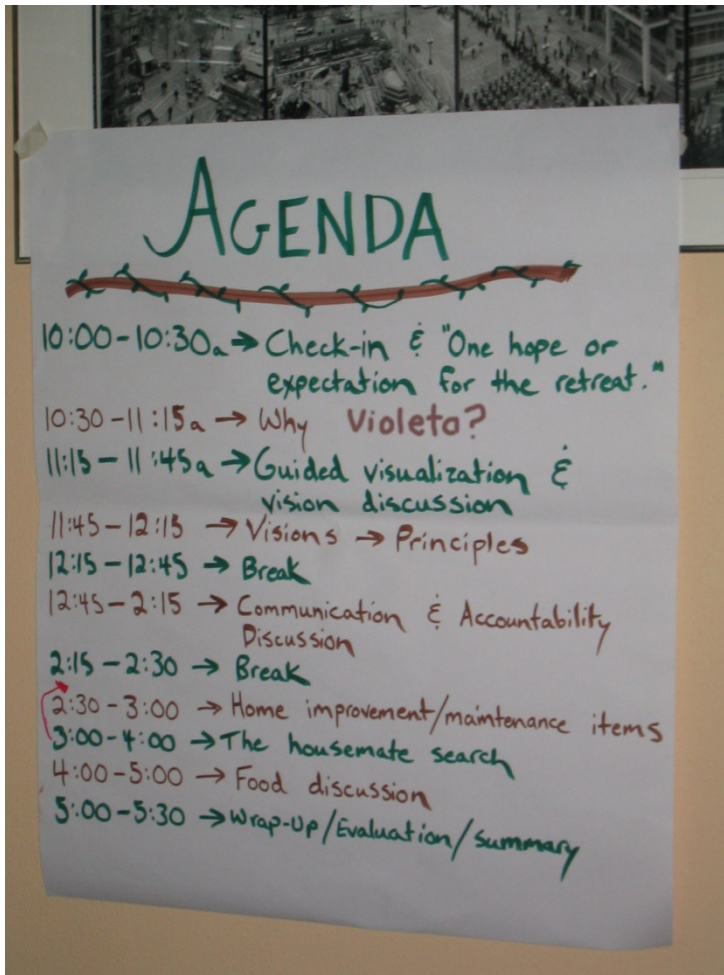 AGENDA
10:00-10:30a → Check-in & "One hope or
expectation for the retreat."
10:30-11:15a → Why Violeta?
11:15-11:45a → Guided visualization &
vision discussion
11:45-12:15 → Visions → Principles
12:15-12:45 → Break
12:45-2:15 → Communication & Accountability
Discussion
2:15-2:30 → Break
2:30-3:00 → Home improvement/maintenance items
3:00-4:00 → The housemate search
4:00-5:00 → Food discussion
5:00-5:30 → Wrap-Up/Evaluation/Summary